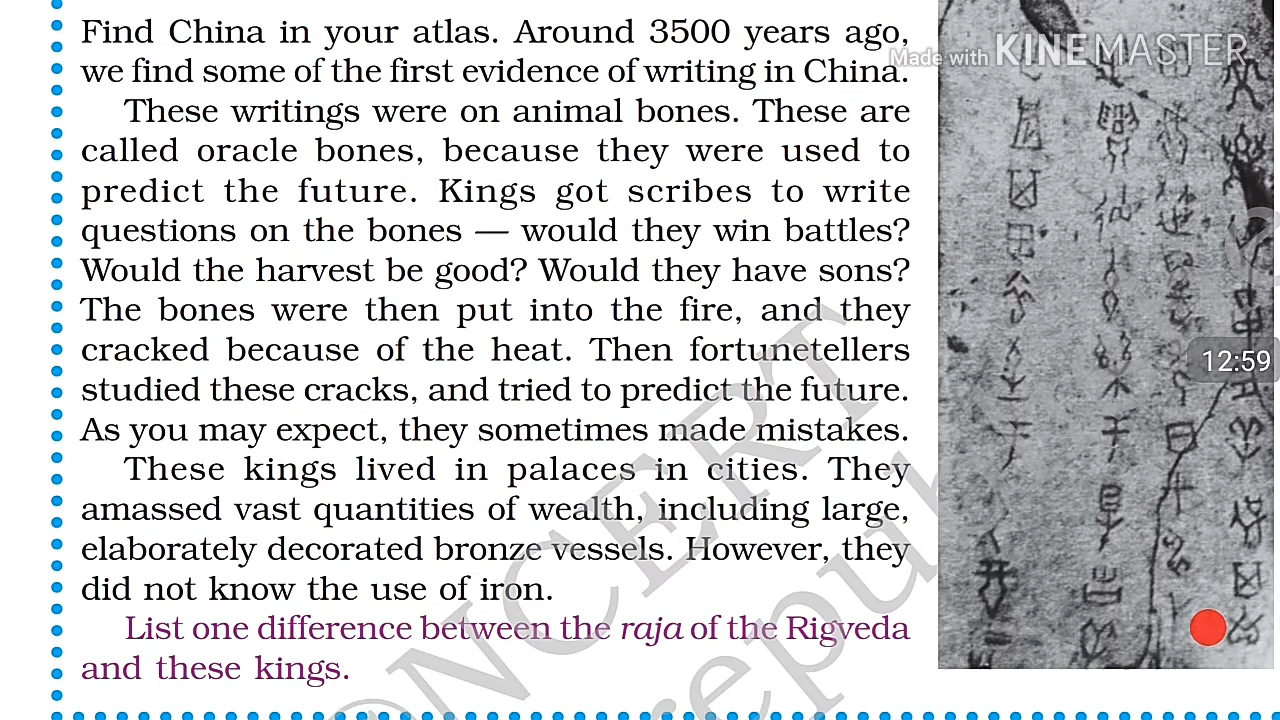 Find China in your atlas. Around 3500 years ago,
we find some of the first evidence of writing in China.
These writings were on animal bones. These are
called oracle bones, because they were used to
predict the future. Kings got scribes to write
questions on the bones — would they win battles?
Would the harvest be good? Would they have sons?
The bones were then put into the fire, and they
cracked because of the heat. Then fortunetellers
studied these cracks, and tried to predict the future.
As you may expect, they sometimes made mistakes.
These kings lived in palaces in cities. They
amassed vast quantities of wealth, including large,
elaborately decorated bronze vessels. However, they
did not know the use of iron.
List one difference between the raja of the Rigveda
and these kings.
Made with KINEMASTER
12:59
© NCERT
republ